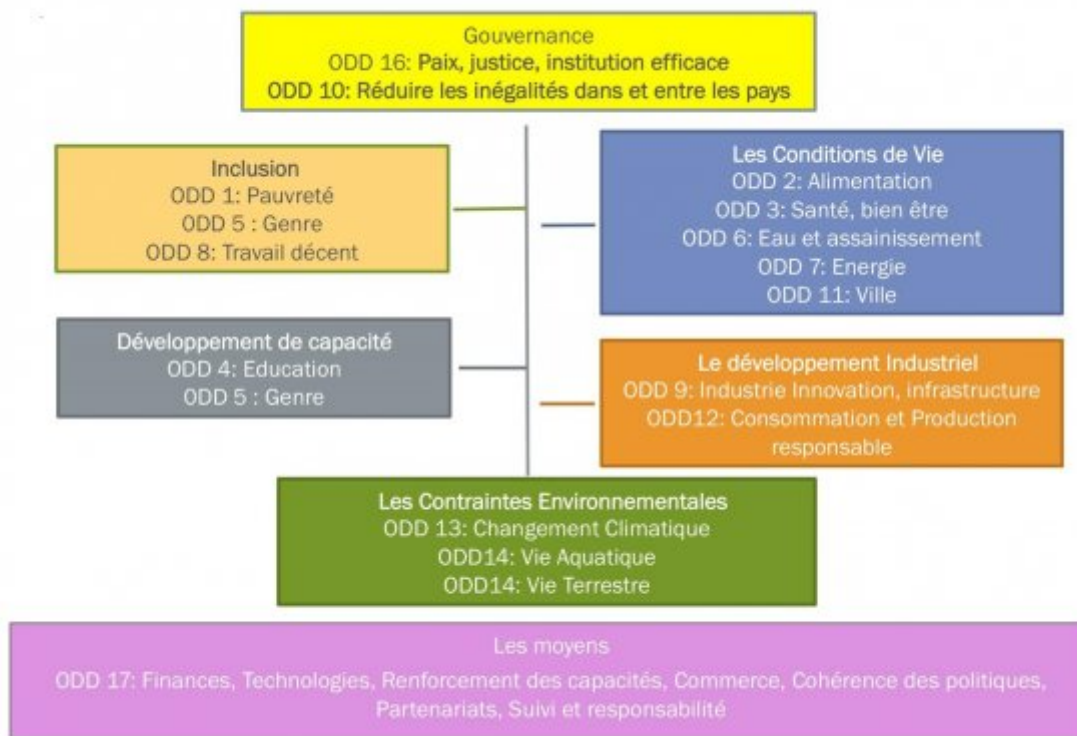 Gouvernance
ODD 16: Paix, justice, institution efficace
ODD 10: Réduire les inégalités dans et entre les pays
Inclusion
ODD 1: Pauvreté
ODD 5 : Genre
ODD 8: Travail décent
Les Conditions de Vie
ODD 2: Alimentation
ODD 3: Santé, bien être
ODD 6: Eau et assainissement
ODD 7: Energie
ODD 11: Ville
Développement de capacité
ODD 4: Education
ODD 5 : Genre
Le développement Industriel
ODD 9: Industrie Innovation, infrastructure
ODD12: Consommation et Production
responsable
Les Contraintes Environnementales
ODD 13: Changement Climatique
ODD14: Vie Aquatique
ODD14: Vie Terrestre
Les moyens
ODD 17: Finances, Technologies, Renforcement des capacités, Commerce, Cohérence des politiques,
Partenariats, Suivi et responsabilité